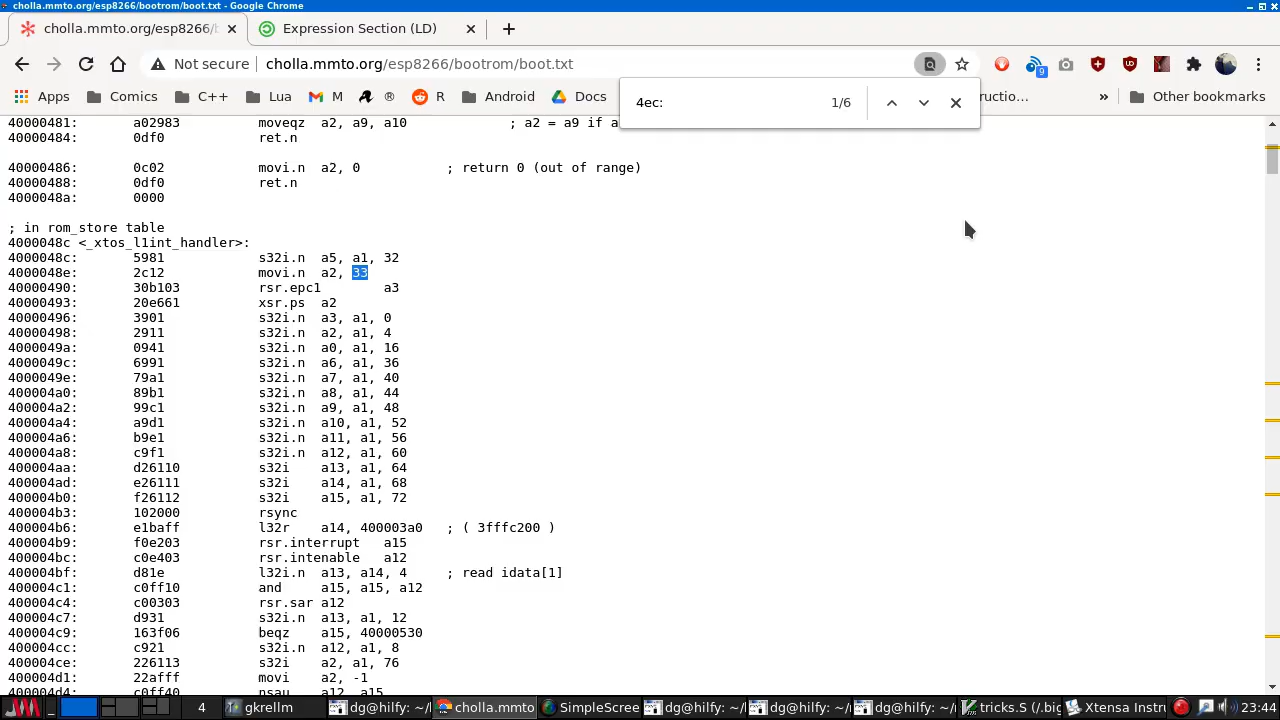 cholla.mmto.org/esp8266/bootrom/boot.txt - Google Chrome
cholla.mmto.org/esp8266/b
Expression Section (LD)
Not secure
cholla.mmto.org/esp8266/bootrom/boot.txt
9
Apps
Comics
C++
Lua
M
®
R
Android
Docs
ructio…
»
Other bookmarks
4ec:
1/6
40000481: a02983 moveqz a2, a9, a10 ; a2 = a9 if a
40000484: 0df0 ret.n
40000486: 0c02 movi.n a2, 0 ; return 0 (out of range)
40000488: 0df0 ret.n
4000048a: 0000
; in rom_store table
4000048c <_xtos_l1int_handler>:
4000048c: 5981 s32i.n a5, a1, 32
4000048e: 2c12 movi.n a2, 33
40000490: 30b103 rsr.epc1 a3
40000493: 20e661 xsr.ps a2
40000496: 3901 s32i.n a3, a1, 0
40000498: 2911 s32i.n a2, a1, 4
4000049a: 0941 s32i.n a0, a1, 16
4000049c: 6991 s32i.n a6, a1, 36
4000049e: 79a1 s32i.n a7, a1, 40
400004a0: 89b1 s32i.n a8, a1, 44
400004a2: 99c1 s32i.n a9, a1, 48
400004a4: a9d1 s32i.n a10, a1, 52
400004a6: b9e1 s32i.n a11, a1, 56
400004a8: c9f1 s32i.n a12, a1, 60
400004aa: d26110 s32i a13, a1, 64
400004ad: e26111 s32i a14, a1, 68
400004b0: f26112 s32i a15, a1, 72
400004b3: 102000 rsync
400004b6: e1baff l32r a14, 400003a0 ; ( 3fffc200 )
400004b9: f0e203 rsr.interrupt a15
400004bc: c0e403 rsr.intenable a12
400004bf: d81e l32i.n a13, a14, 4 ; read idata[1]
400004c1: c0ff10 and a15, a15, a12
400004c4: c00303 rsr.sar a12
400004c7: d931 s32i.n a13, a1, 12
400004c9: 163f06 beqz a15, 40000530
400004cc: c921 s32i.n a12, a1, 8
400004ce: 226113 s32i a2, a1, 76
400004d1: 22afff movi a2, -1
400004d4: c0ff40 nsau a12, a15
4
gkrellm
dg@hilfy: ~/
cholla.mmto
SimpleScree
dg@hilfy: ~/
dg@hilfy: ~/
dg@hilfy: ~/
tricks.S (/.big
Xtensa Instr
23:44